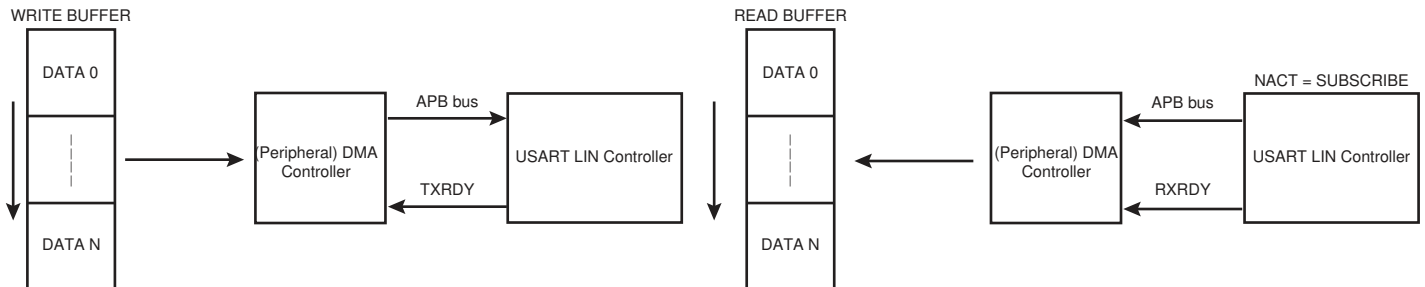 WRITE BUFFER
DATA 0
DATA N
(Peripheral) DMA
Controller
APB bus
TXRDY
USART LIN Controller
READ BUFFER
DATA 0
DATA N
(Peripheral) DMA
Controller
APB bus
RXRDY
NACT = SUBSCRIBE
USART LIN Controller